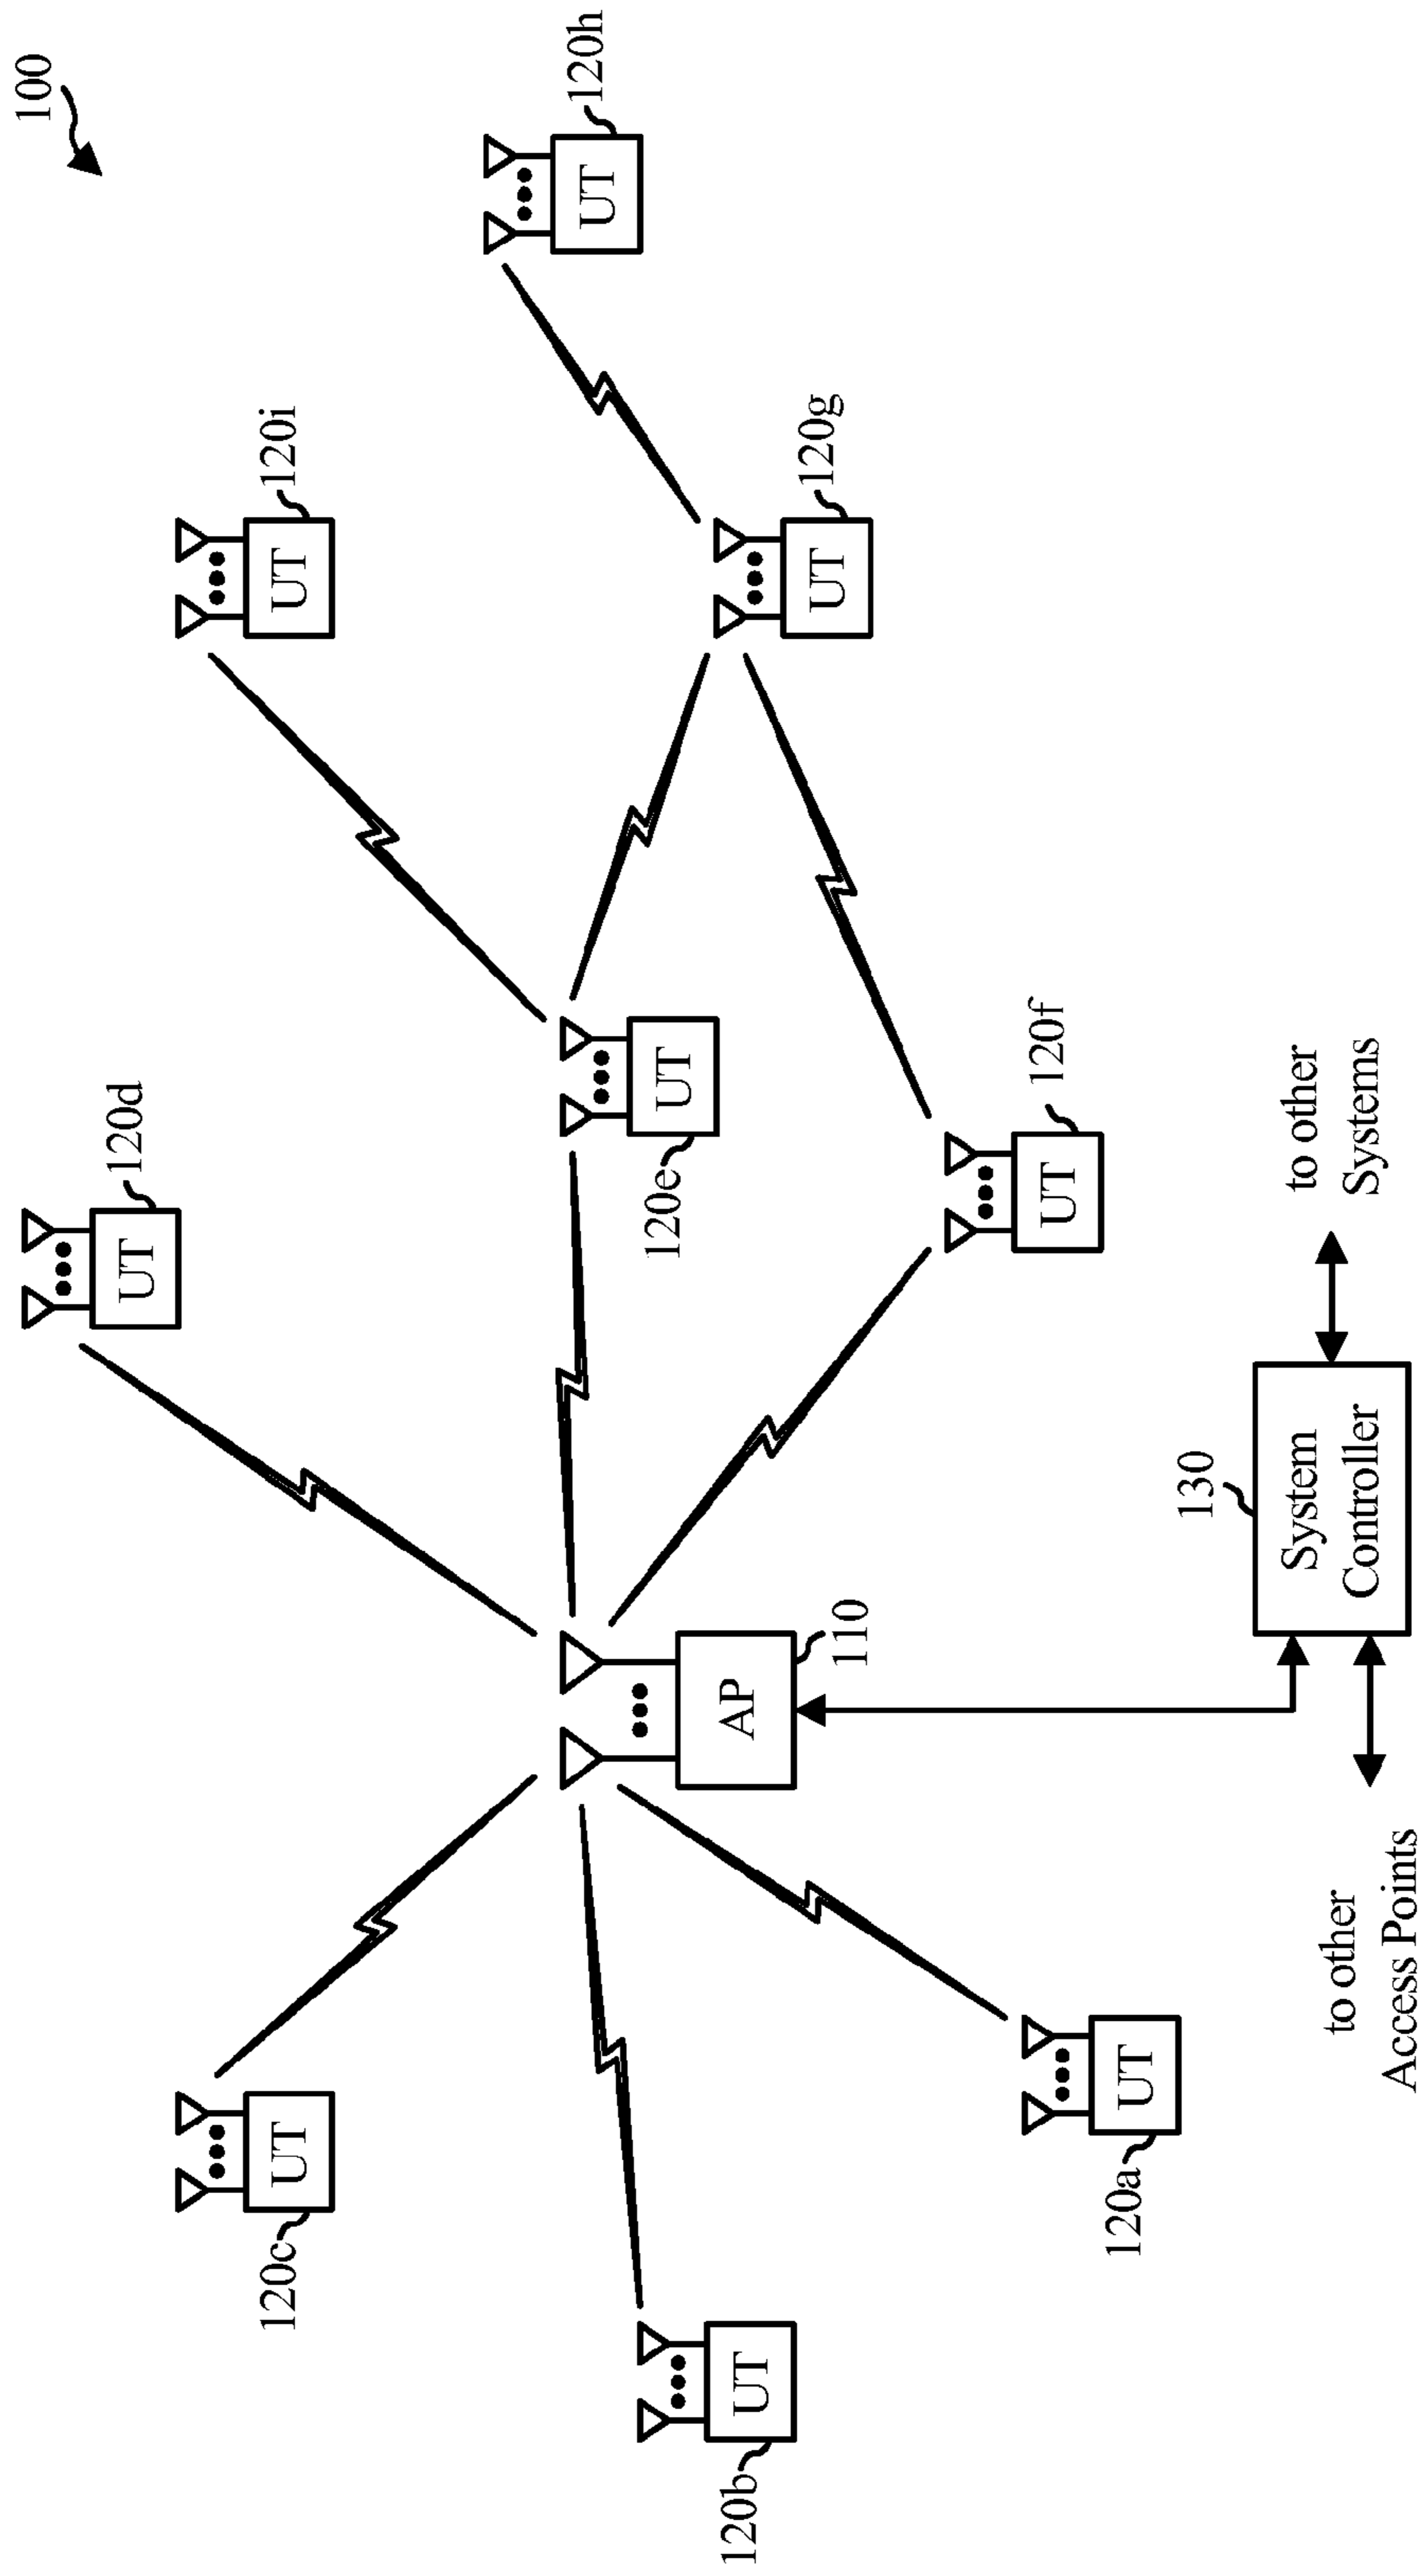 100
120d
UT
120i
UT
120c
UT
120h
UT
120e
UT
120g
UT
120b
UT
AP
110
120f
UT
120a
UT
130
System
Controller
to other
Systems
to other
Access Points